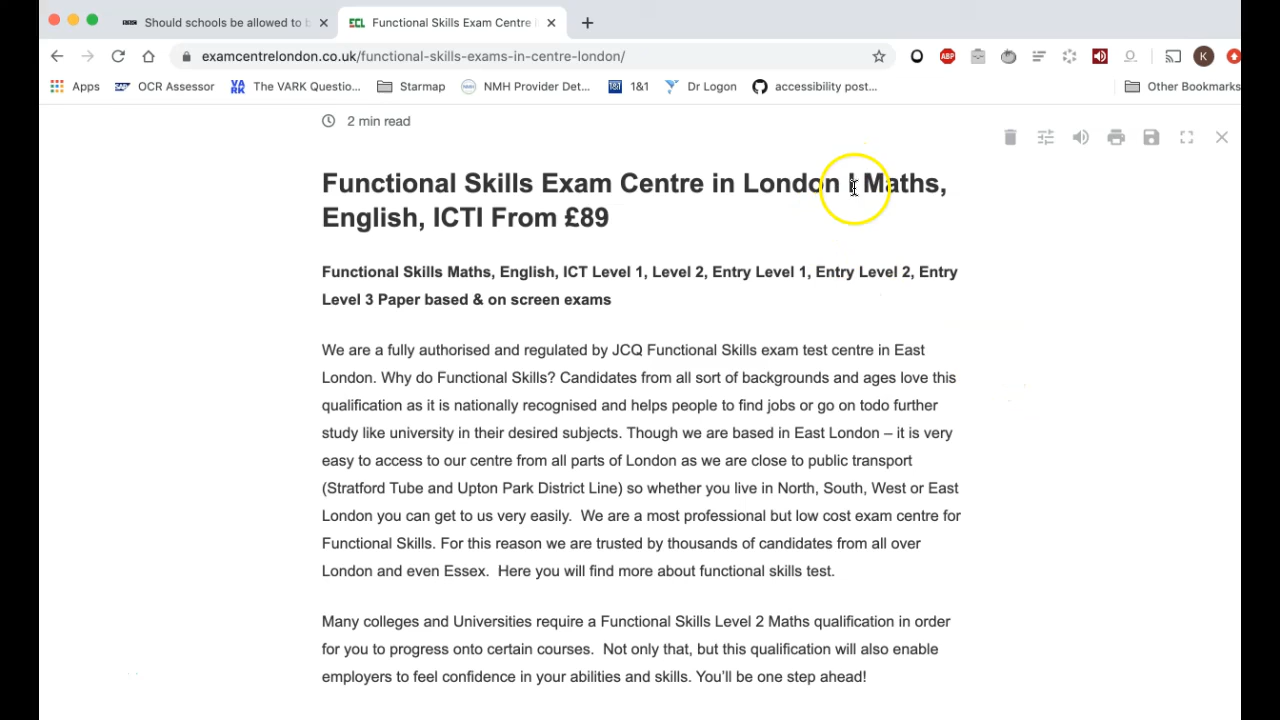 Should schools be allowed to b
ECL Functional Skills Exam Centre i
examcentrelondon.co.uk/functional-skills-exams-in-centre-london/
ABP
K
Apps
OCR Assessor
The VARK Questio...
Starmap
NMH Provider Det...
1&1
Dr Logon
accessibility post...
Other Bookmarks
2 min read
Functional Skills Exam Centre in London I Maths,
English, ICTI From £89
Functional Skills Maths, English, ICT Level 1, Level 2, Entry Level 1, Entry Level 2, Entry
Level 3 Paper based & on screen exams
We are a fully authorised and regulated by JCQ Functional Skills exam test centre in East
London. Why do Functional Skills? Candidates from all sort of backgrounds and ages love this
qualification as it is nationally recognised and helps people to find jobs or go on todo further
study like university in their desired subjects. Though we are based in East London – it is very
easy to access to our centre from all parts of London as we are close to public transport
(Stratford Tube and Upton Park District Line) so whether you live in North, South, West or East
London you can get to us very easily.  We are a most professional but low cost exam centre for
Functional Skills. For this reason we are trusted by thousands of candidates from all over
London and even Essex.  Here you will find more about functional skills test.
Many colleges and Universities require a Functional Skills Level 2 Maths qualification in order
for you to progress onto certain courses.  Not only that, but this qualification will also enable
employers to feel confidence in your abilities and skills. You'll be one step ahead!